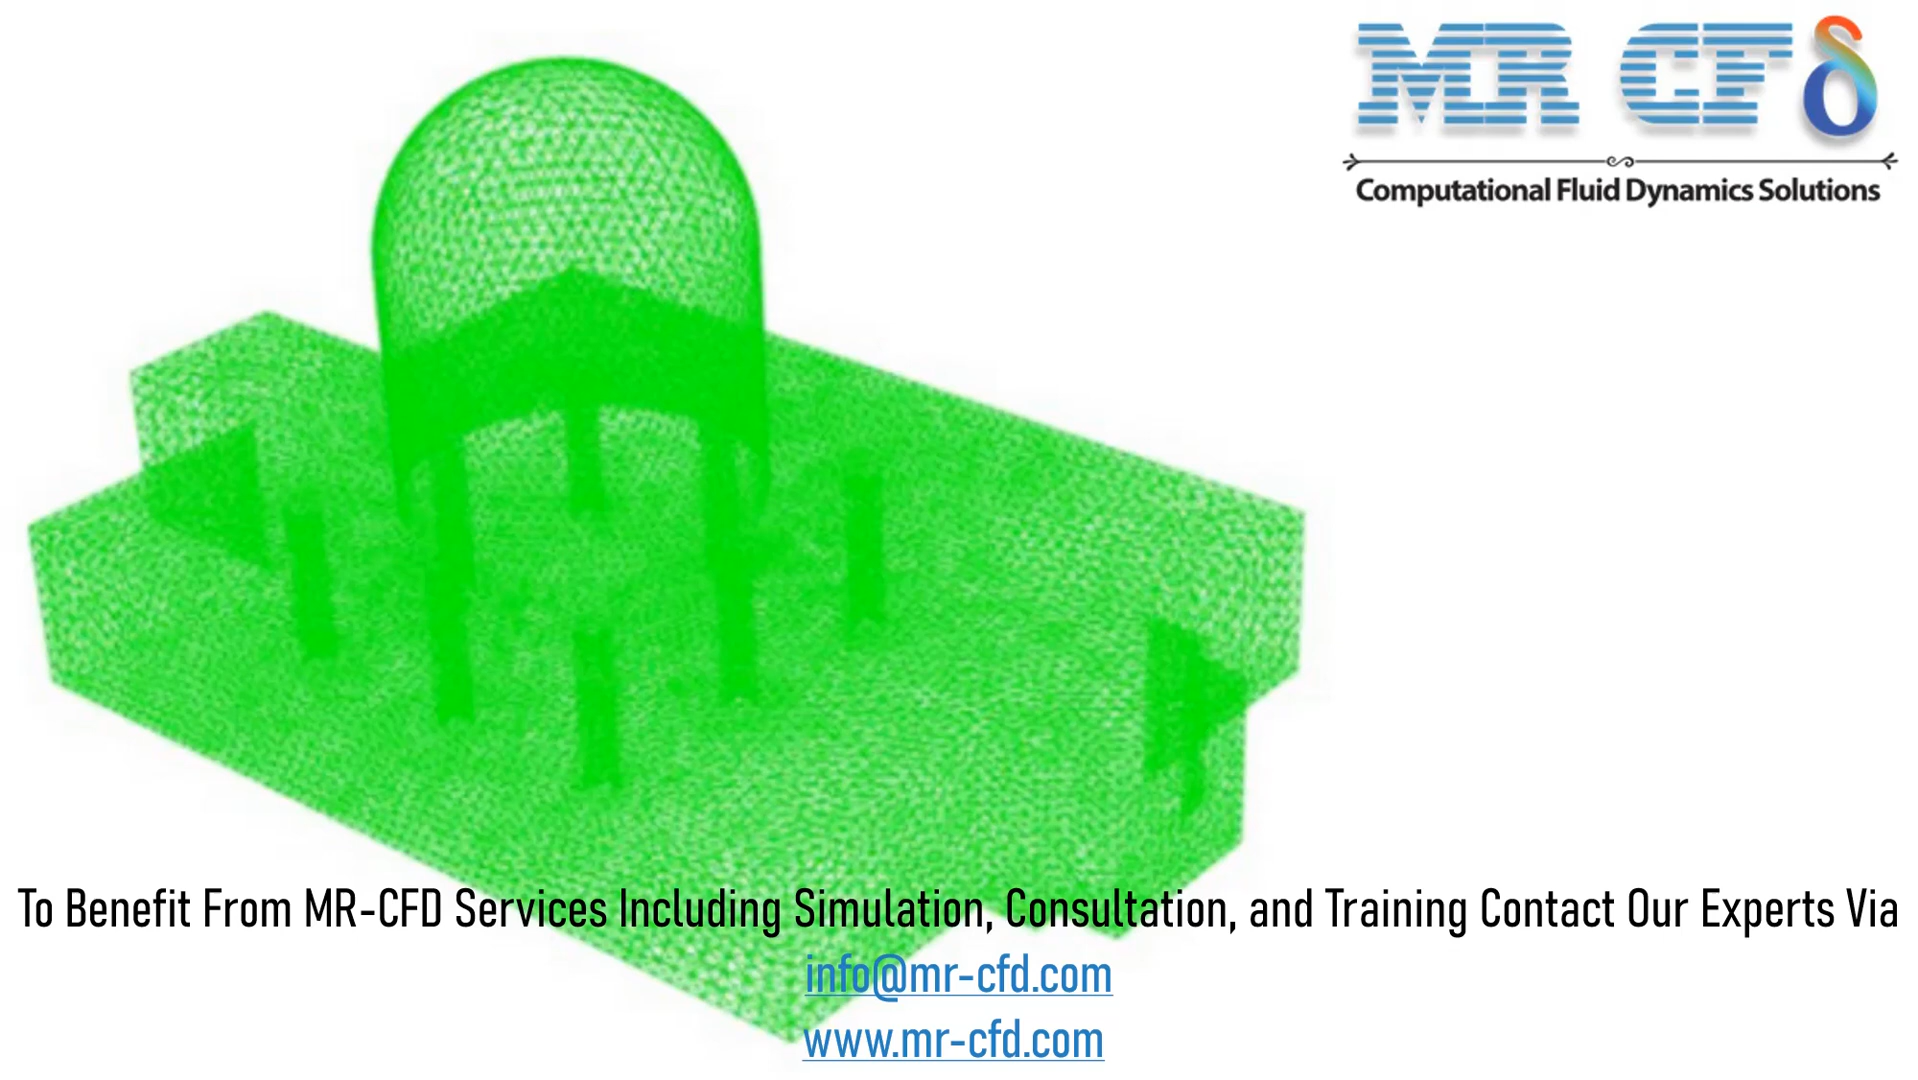 MR CFδ
Computational Fluid Dynamics Solutions
To Benefit From MR-CFD Services Including Simulation, Consultation, and Training Contact Our Experts Via
info@mr-cfd.com
www.mr-cfd.com